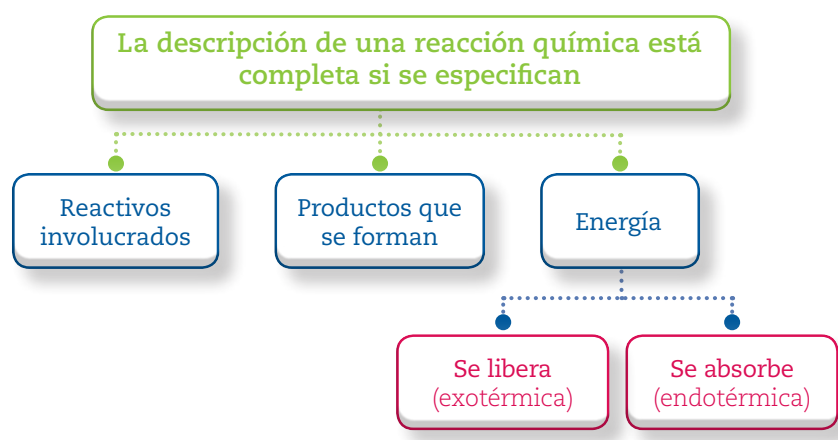 La descripción de una reacción química está
completa si se especifican
Reactivos
involucrados
Productos que
se forman
Energía
Se libera
(exotérmica)
Se absorbe
(endotérmica)